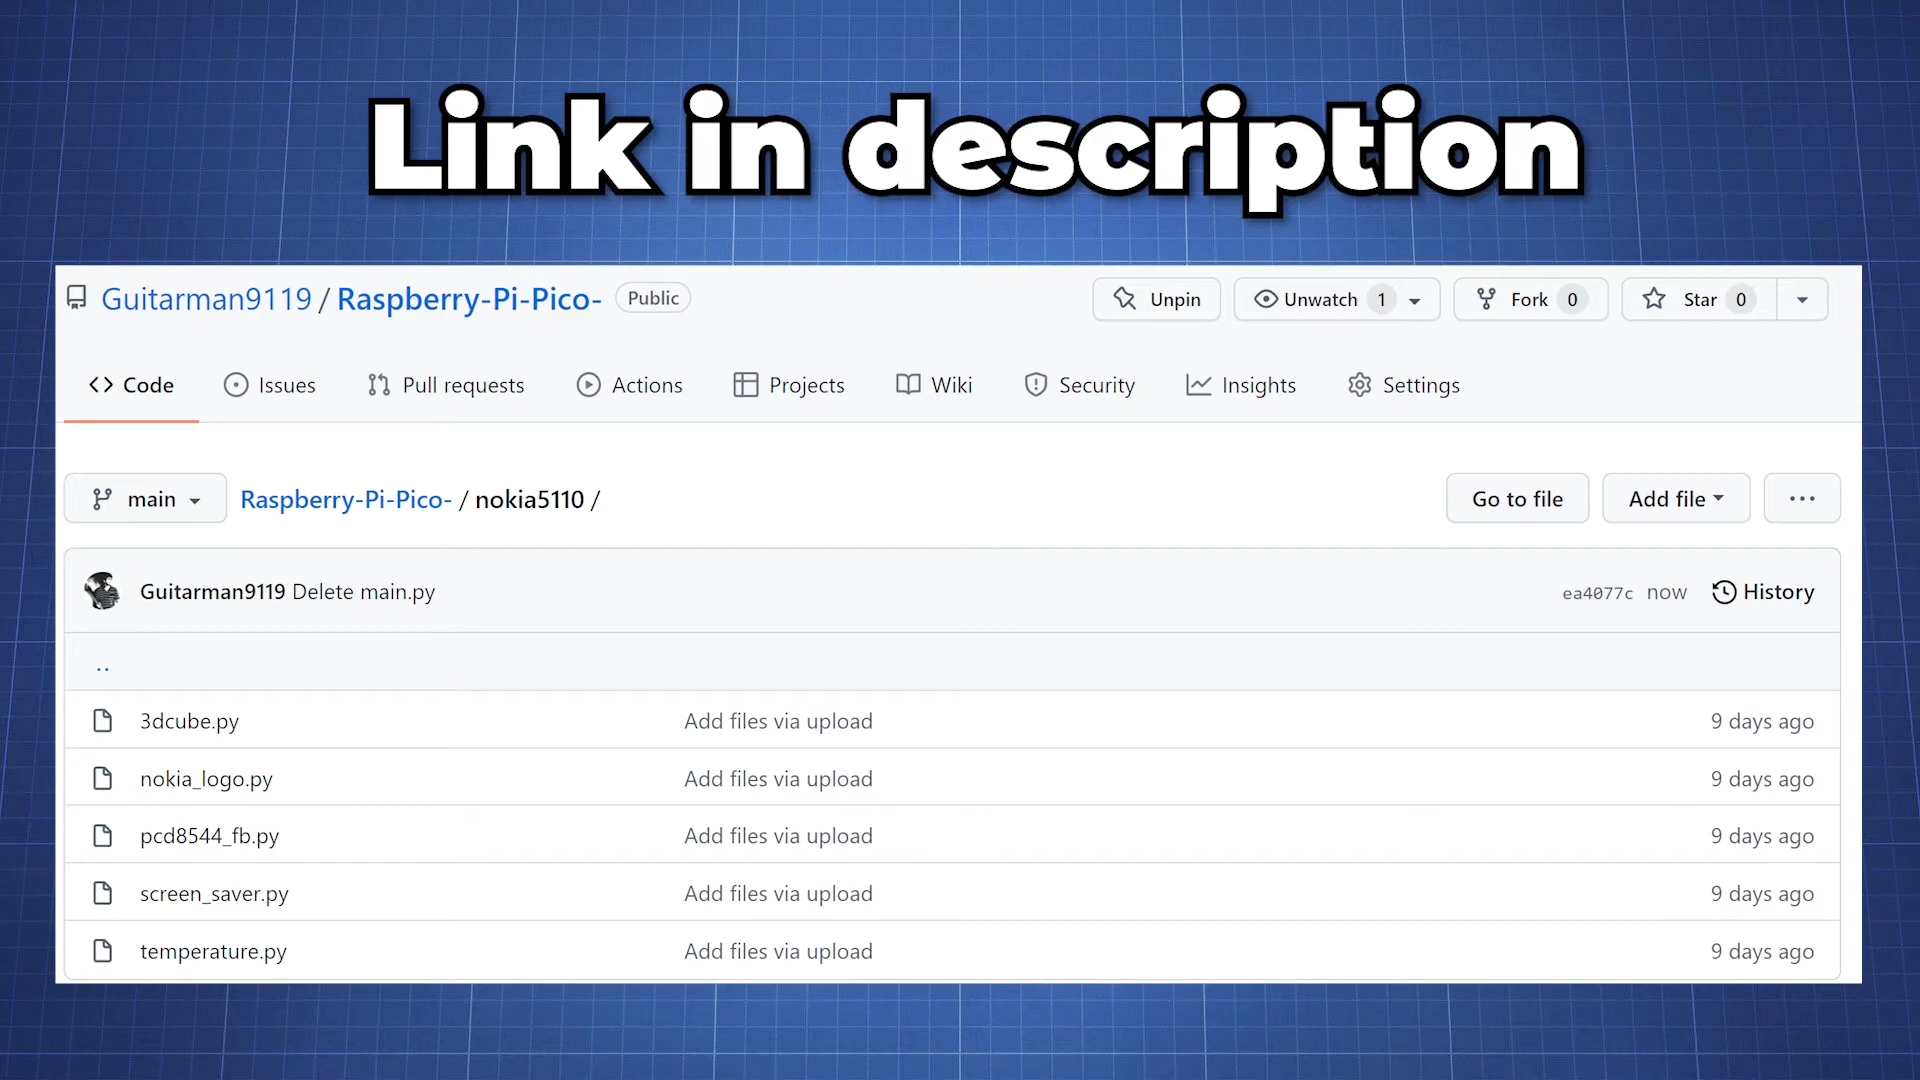 Link in description
Guitarman9119 / Raspberry-Pi-Pico- Public Unpin Unwatch 1 Fork 0 Star 0
Code Issues Pull requests Actions Projects Wiki Security Insights Settings
main Raspberry-Pi-Pico- / nokia5110 / Go to file Add file ...
Guitarman9119 Delete main.py ea4077c now History
..
3dcube.py Add files via upload 9 days ago
nokia_logo.py Add files via upload 9 days ago
pcd8544_fb.py Add files via upload 9 days ago
screen_saver.py Add files via upload 9 days ago
temperature.py Add files via upload 9 days ago